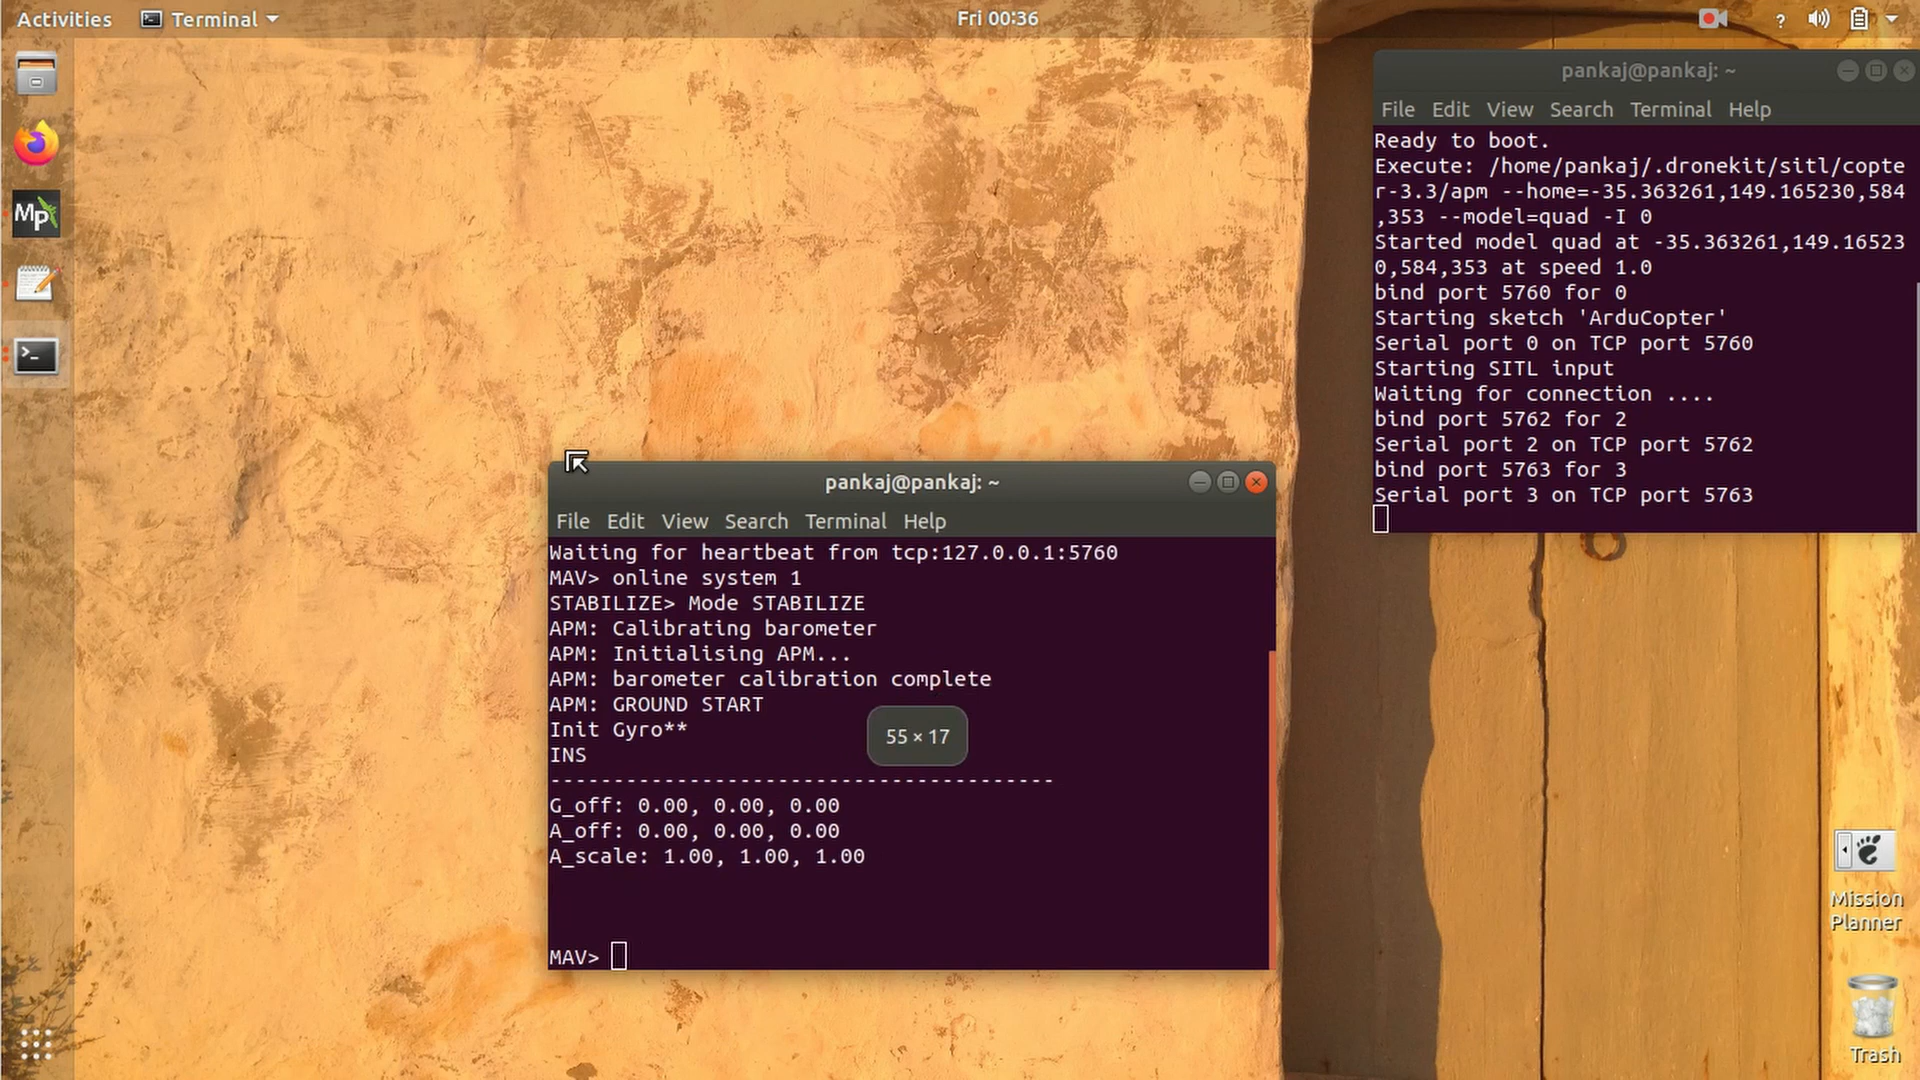 Activities
Terminal
Fri 00:36
?
Mp
pankaj@pankaj: ~
File Edit View Search Terminal Help
Ready to boot.
Execute: /home/pankaj/.dronekit/sitl/copte
r-3.3/apm --home=-35.363261,149.165230,584
,353 --model=quad -I 0
Started model quad at -35.363261,149.16523
0,584,353 at speed 1.0
bind port 5760 for 0
Starting sketch 'ArduCopter'
Serial port 0 on TCP port 5760
Starting SITL input
Waiting for connection ....
bind port 5762 for 2
Serial port 2 on TCP port 5762
bind port 5763 for 3
Serial port 3 on TCP port 5763
pankaj@pankaj: ~
File Edit View Search Terminal Help
Waiting for heartbeat from tcp:127.0.0.1:5760
MAV> online system 1
STABILIZE> Mode STABILIZE
APM: Calibrating barometer
APM: Initialising APM...
APM: barometer calibration complete
APM: GROUND START
Init Gyro**
INS
----------------------------------------
G_off: 0.00, 0.00, 0.00
A_off: 0.00, 0.00, 0.00
A_scale: 1.00, 1.00, 1.00
MAV>
55 × 17
Mission
Planner
Trash